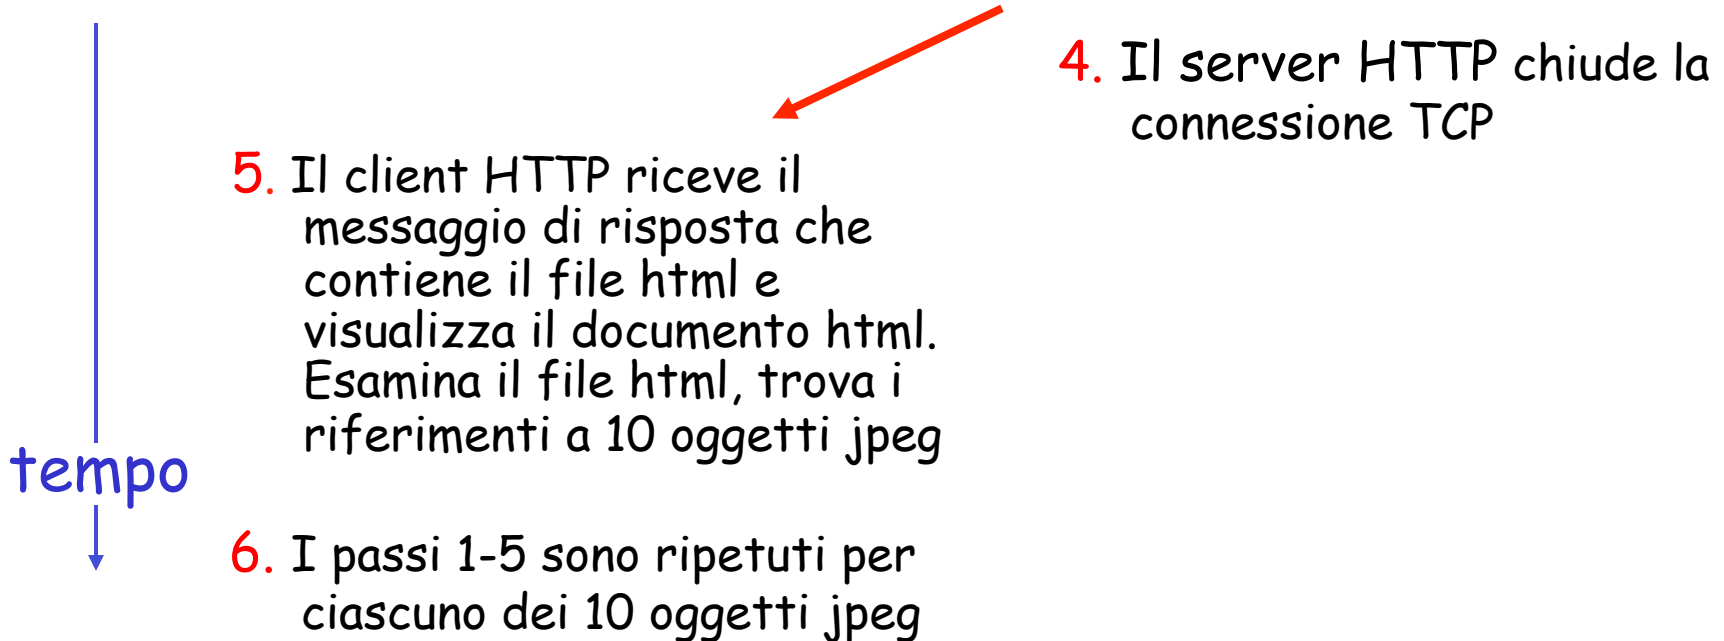 4. Il server HTTP chiude la
connessione TCP
5. Il client HTTP riceve il
messaggio di risposta che
contiene il file html e
visualizza il documento html.
Esamina il file html, trova i
riferimenti a 10 oggetti jpeg
tempo
6. I passi 1-5 sono ripetuti per
ciascuno dei 10 oggetti jpeg